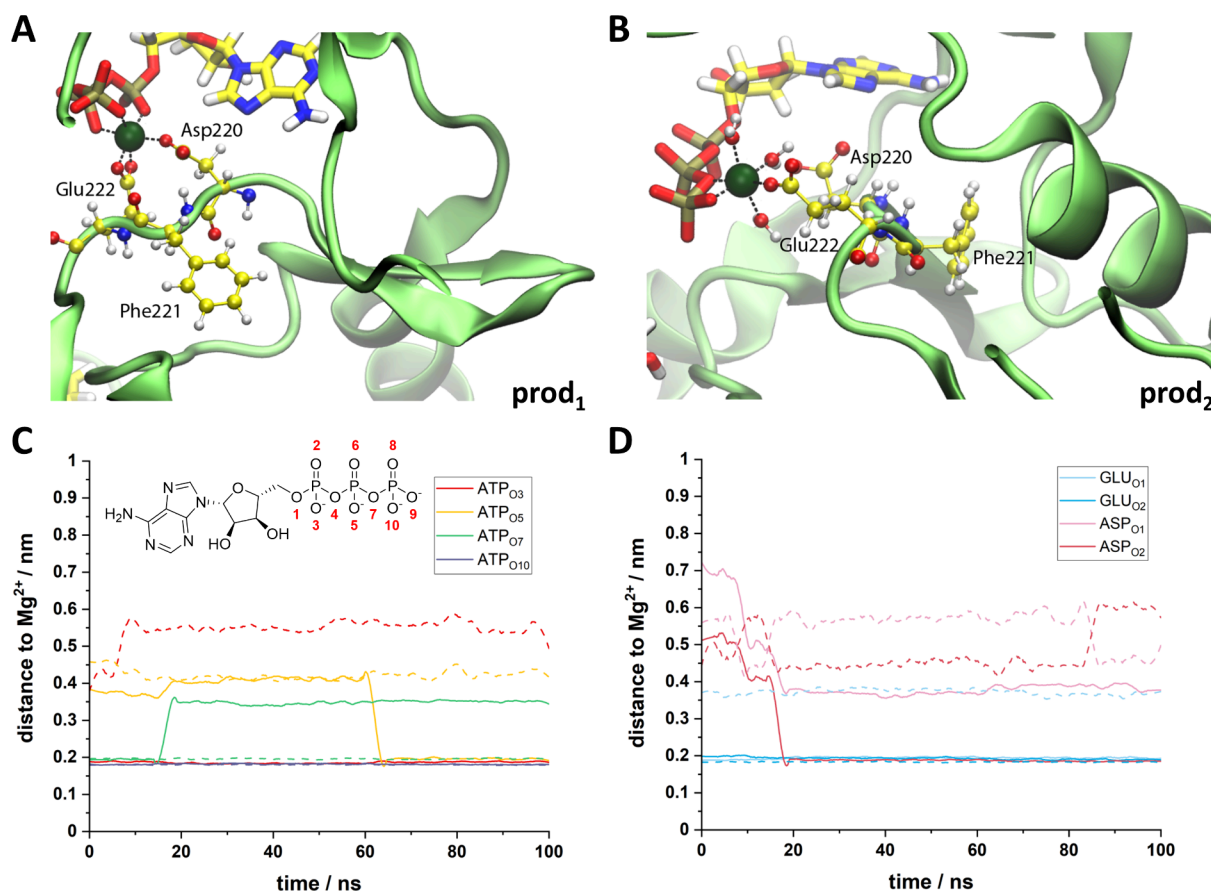 A
B
Asp220
Glu222
Phe221
prod1
Asp220
Glu222
Phe221
prod2
C
D
1
0.9
0.8
0.7
0.6
0.5
0.4
0.3
0.2
0.1
0
distance to Mg2+ / nm
0 20 40 60 80 100
time / ns
2 6 8
O O O
H2N N N N N O O P O P O P O-
O- O- O-
1 3 4 5 7 10 9
HO OH
ATPO3
ATPO5
ATPO7
ATPO10
1
0.9
0.8
0.7
0.6
0.5
0.4
0.3
0.2
0.1
0
distance to Mg2+ / nm
0 20 40 60 80 100
time / ns
GLUO1
GLUO2
ASPO1
ASPO2